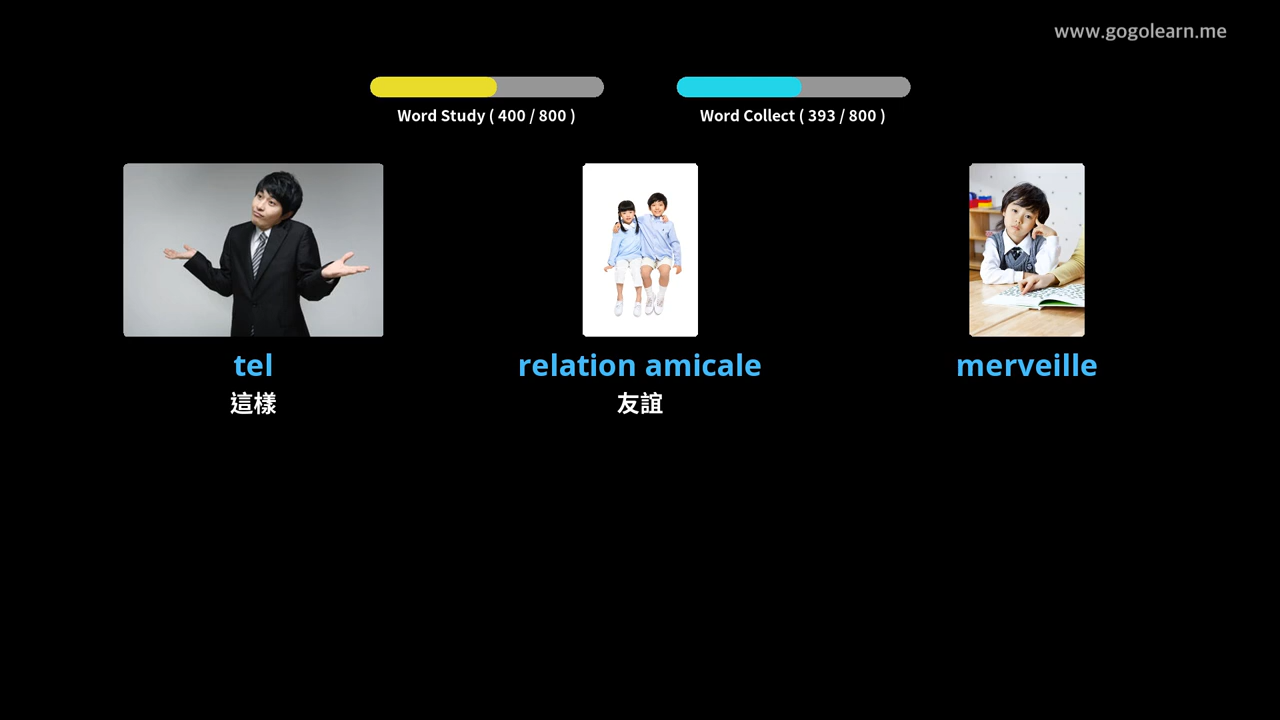 www.gogolearn.me
Word Study ( 400 / 800 )
Word Collect ( 393 / 800 )
tel
relation amicale
merveille
這樣
友誼